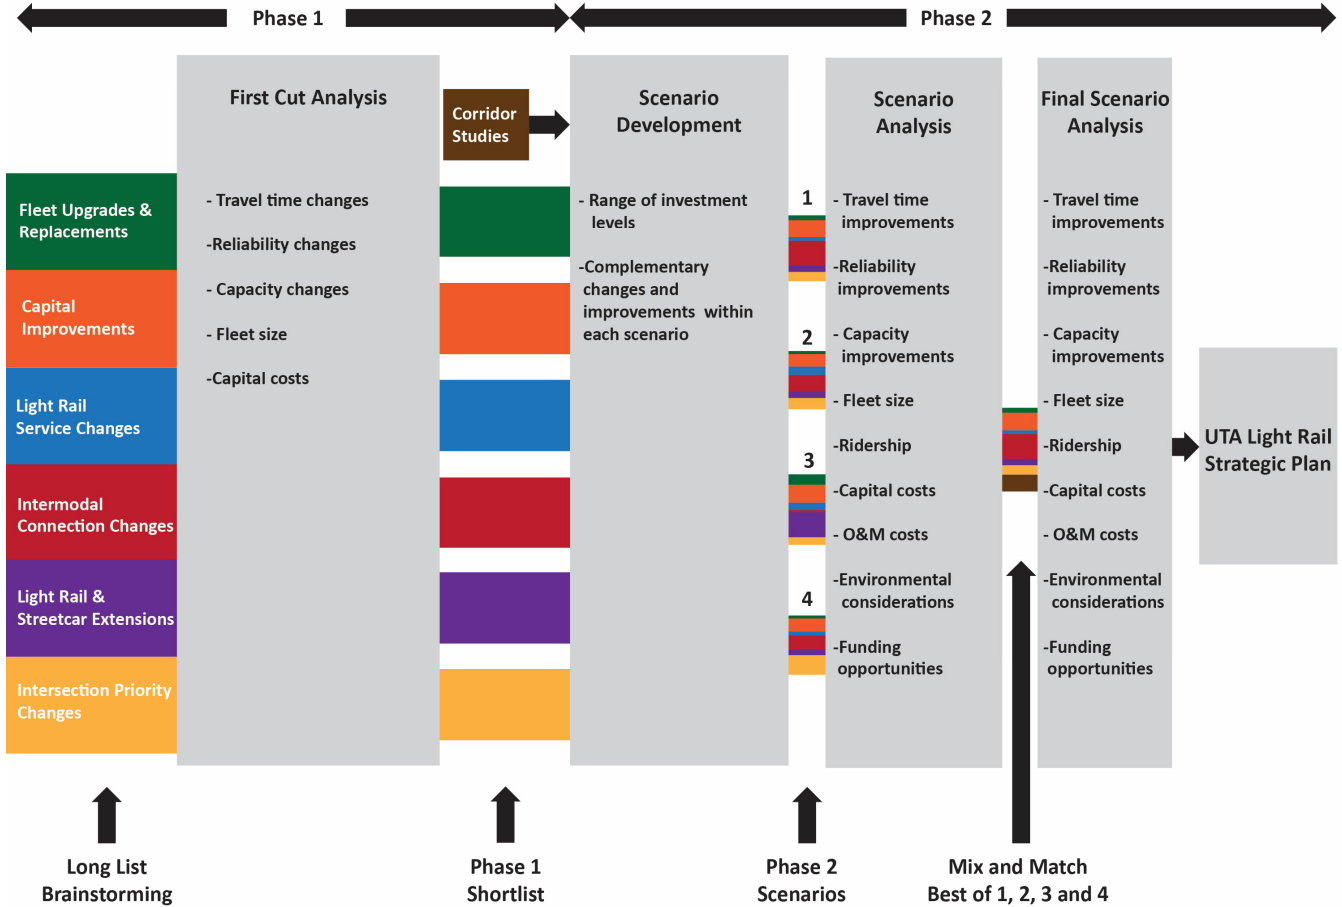 Phase 1
Phase 2
First Cut Analysis
- Travel time changes
-Reliability changes
- Capacity changes
- Fleet size
-Capital costs
Corridor
Studies
Scenario
Development
- Range of investment
levels
-Complementary
changes and
improvements within
each scenario
Scenario
Analysis
- Travel time
improvements
-Reliability
improvements
- Capacity
improvements
- Fleet size
-Ridership
-Capital costs
- O&M costs
-Environmental
considerations
-Funding
opportunities
Final Scenario
Analysis
- Travel time
improvements
-Reliability
improvements
- Capacity
improvements
- Fleet size
-Ridership
-Capital costs
- O&M costs
-Environmental
considerations
-Funding
opportunities
Fleet Upgrades &
Replacements
Capital
Improvements
Light Rail
Service Changes
Intermodal
Connection Changes
Light Rail &
Streetcar Extensions
Intersection Priority
Changes
1
2
3
4
UTA Light Rail
Strategic Plan
Long List
Brainstorming
Phase 1
Shortlist
Phase 2
Scenarios
Mix and Match
Best of 1, 2, 3 and 4